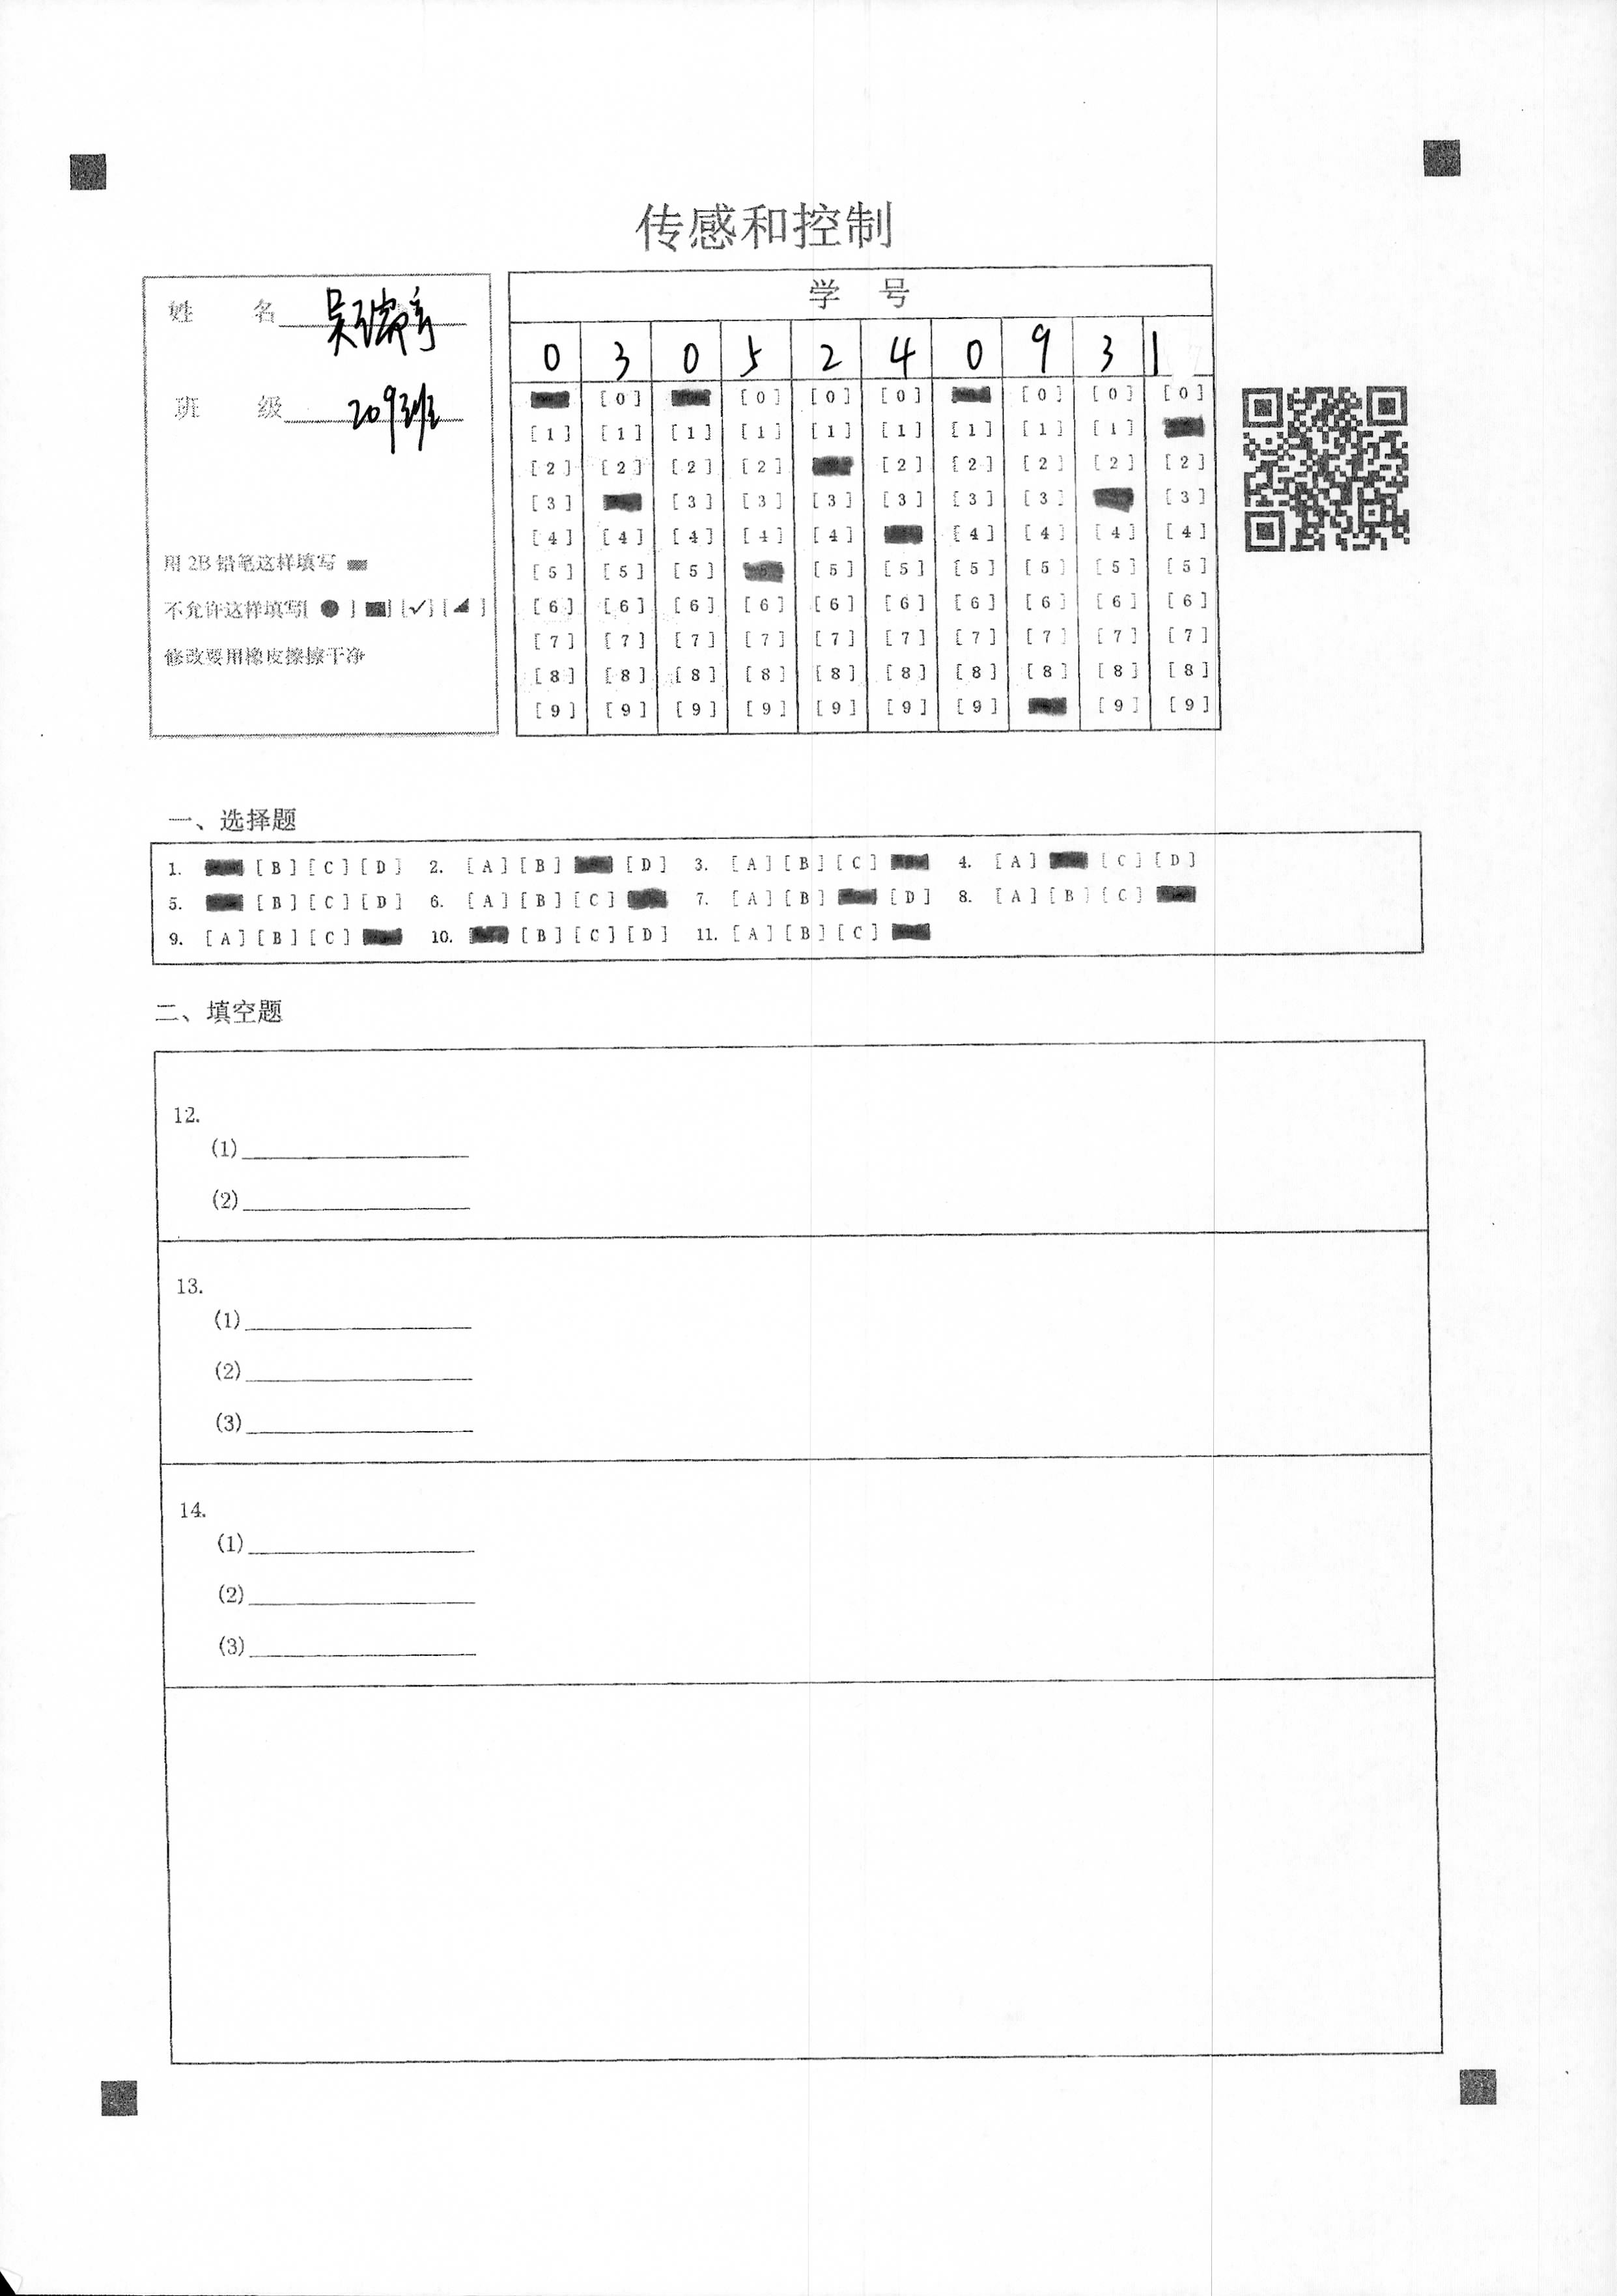 传感和控制
姓 名 吴
班 级 209班
用 2B 铅笔这样填写
不允许这样填写[ ● ] [ ■ ] [ ✓ ] [ ◢ ]
修改要用橡皮擦擦干净
学 号
0 3 0 5 2 4 0 9 3 1
[0] [0] [0] [0] [0] [0] [0]
[1] [1] [1] [1] [1] [1] [1] [1] [1]
[2] [2] [2] [2] [2] [2] [2] [2] [2]
[3] [3] [3] [3] [3] [3] [3] [3]
[4] [4] [4] [4] [4] [4] [4] [4] [4]
[5] [5] [5] [5] [5] [5] [5] [5] [5]
[6] [6] [6] [6] [6] [6] [6] [6] [6] [6]
[7] [7] [7] [7] [7] [7] [7] [7] [7] [7]
[8] [8] [8] [8] [8] [8] [8] [8] [8] [8]
[9] [9] [9] [9] [9] [9] [9] [9] [9]
一、选择题
1. [B] [C] [D] 2. [A] [B] [D] 3. [A] [B] [C] 4. [A] [C] [D]
5. [B] [C] [D] 6. [A] [B] [C] 7. [A] [B] [D] 8. [A] [B] [C]
9. [A] [B] [C] 10. [B] [C] [D] 11. [A] [B] [C]
二、填空题
12.
(1)
(2)
13.
(1)
(2)
(3)
14.
(1)
(2)
(3)